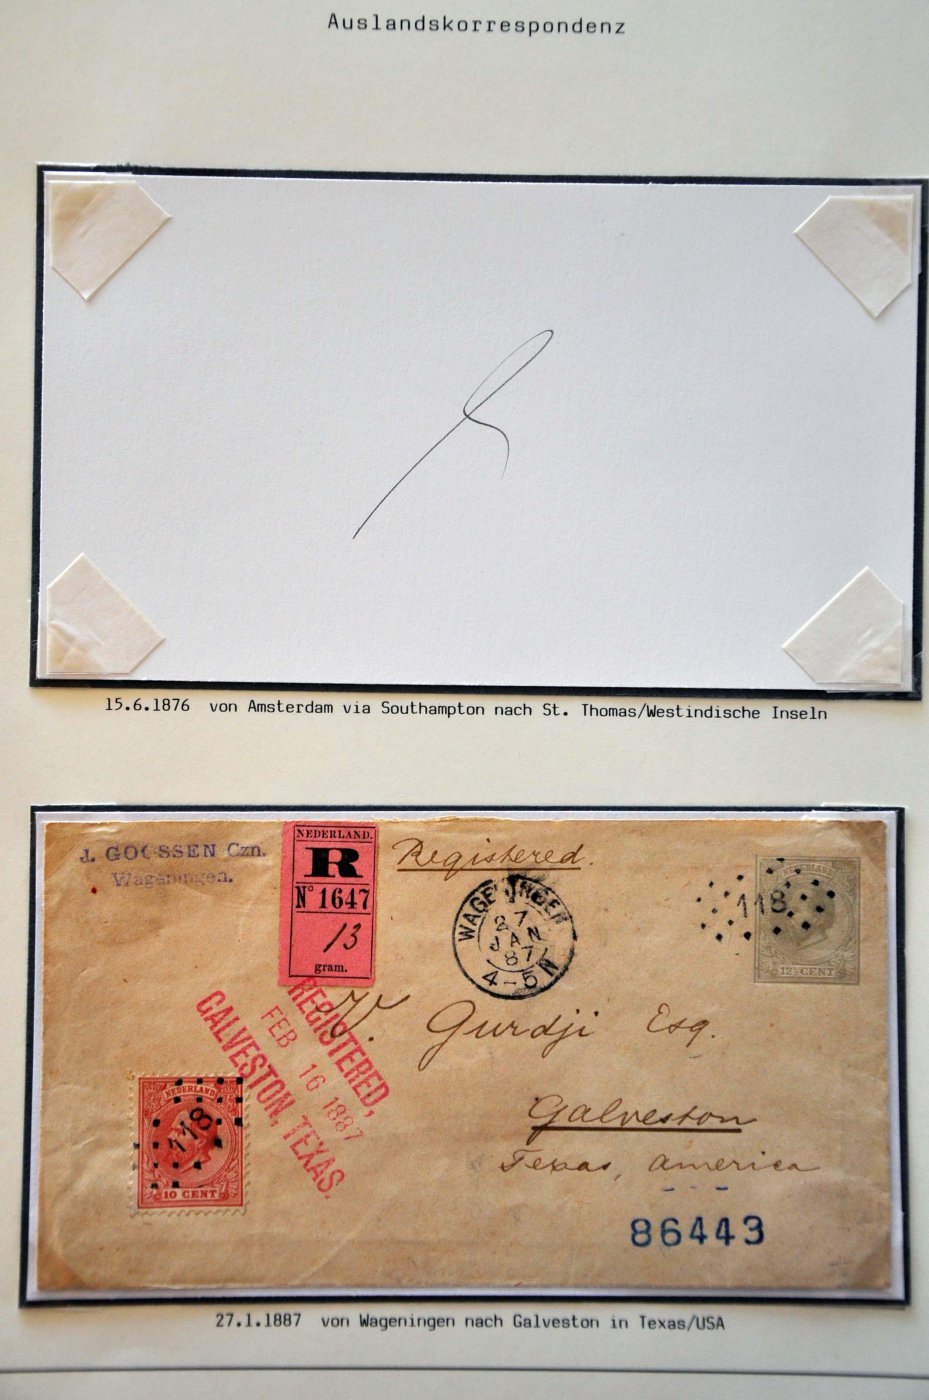 Auslandskorrespondenz
15.6.1876 von Amsterdam via Southampton nach St. Thomas/Westindische Inseln
J. GOOSSEN Czn.
Wageningen.
NEDERLAND.
R
N° 1647
13
gram.
Registered.
WAGENINGEN
27
JAN
87
4-5N
118
12½ CENT
V. Gurdji Esq.
Galveston
Texas, America
REGISTERED,
FEB 16 1887
GALVESTON, TEXAS.
NEDERLAND
118
10 CENT
86443
27.1.1887 von Wageningen nach Galveston in Texas/USA